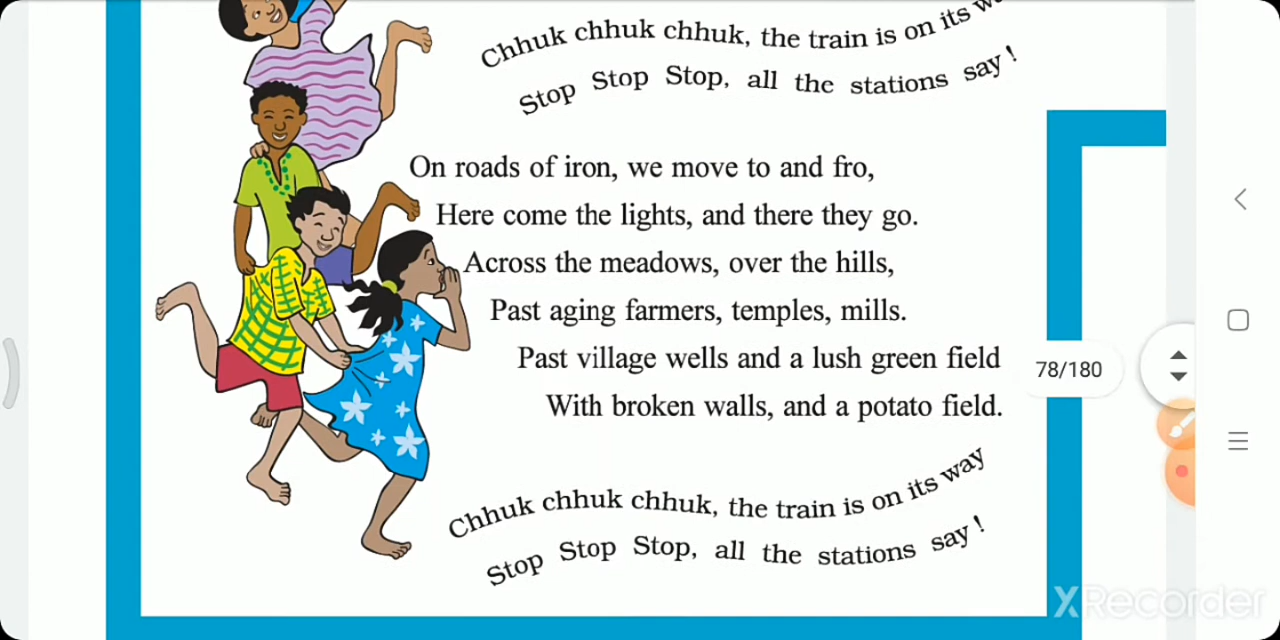 Chhuk chhuk chhuk, the train is on its
Stop Stop Stop, all the stations say!
On roads of iron, we move to and fro,
Here come the lights, and there they go.
Across the meadows, over the hills,
Past aging farmers, temples, mills.
Past village wells and a lush green field
With broken walls, and a potato field.
78/180
Chhuk chhuk chhuk, the train is on its way
Stop Stop Stop, all the stations say!
XRecorder